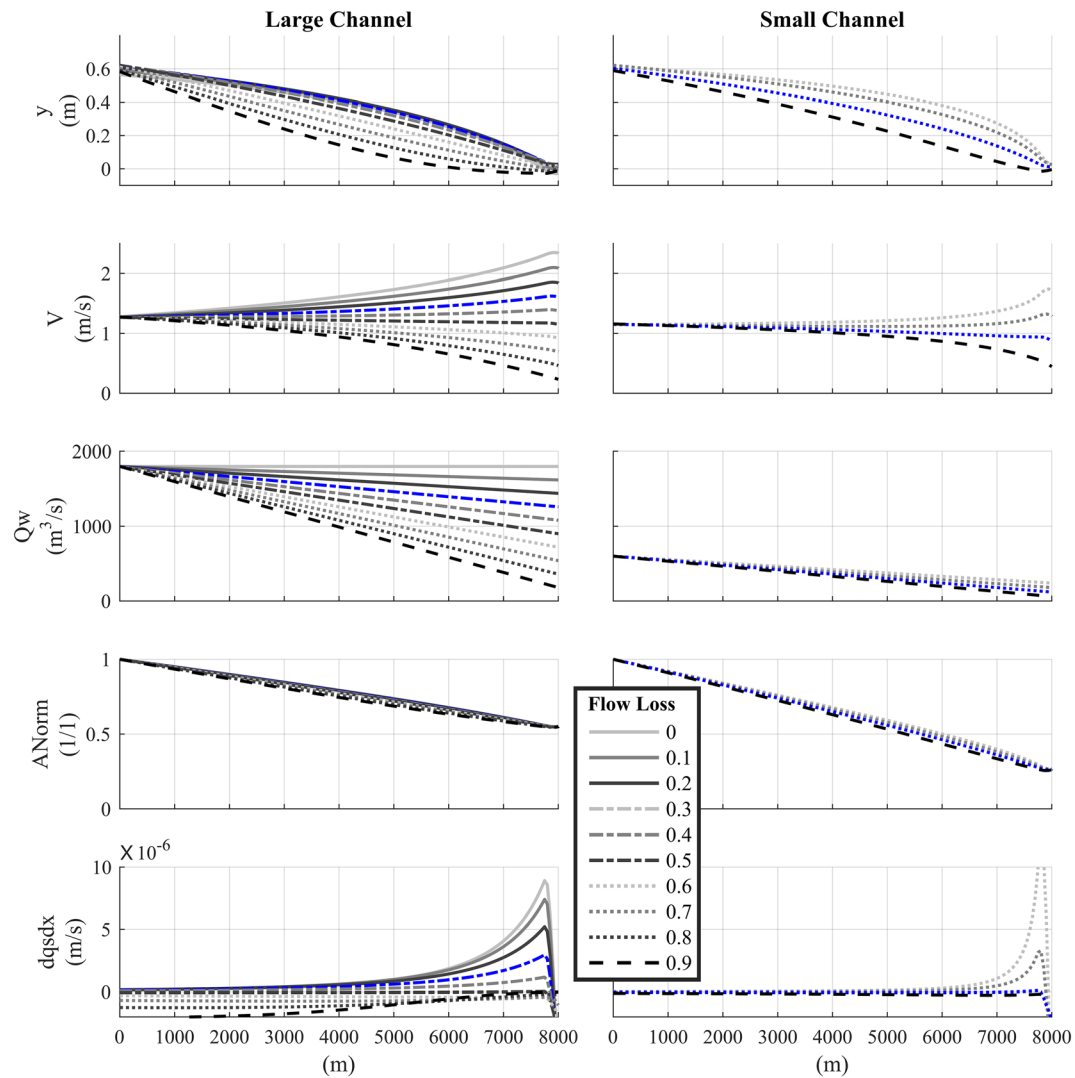 Large Channel
Small Channel
y
(m)
0.6
0.4
0.2
0
V
(m/s)
2
1
0
Qw
(m³/s)
2000
1000
0
ANorm
(1/1)
1
0.5
0
Flow Loss
0
0.1
0.2
0.3
0.4
0.5
0.6
0.7
0.8
0.9
dqsdx
(m/s)
X 10⁻⁶
10
5
0
0 1000 2000 3000 4000 5000 6000 7000 8000
(m)
0 1000 2000 3000 4000 5000 6000 7000 8000
(m)